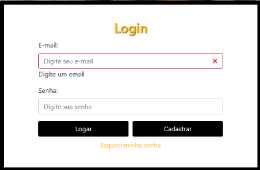 Login
E-mail:
Digite seu e-mail
Digite um email
Senha:
Digite sua senha
Logar Cadastrar
Esqueci minha senha